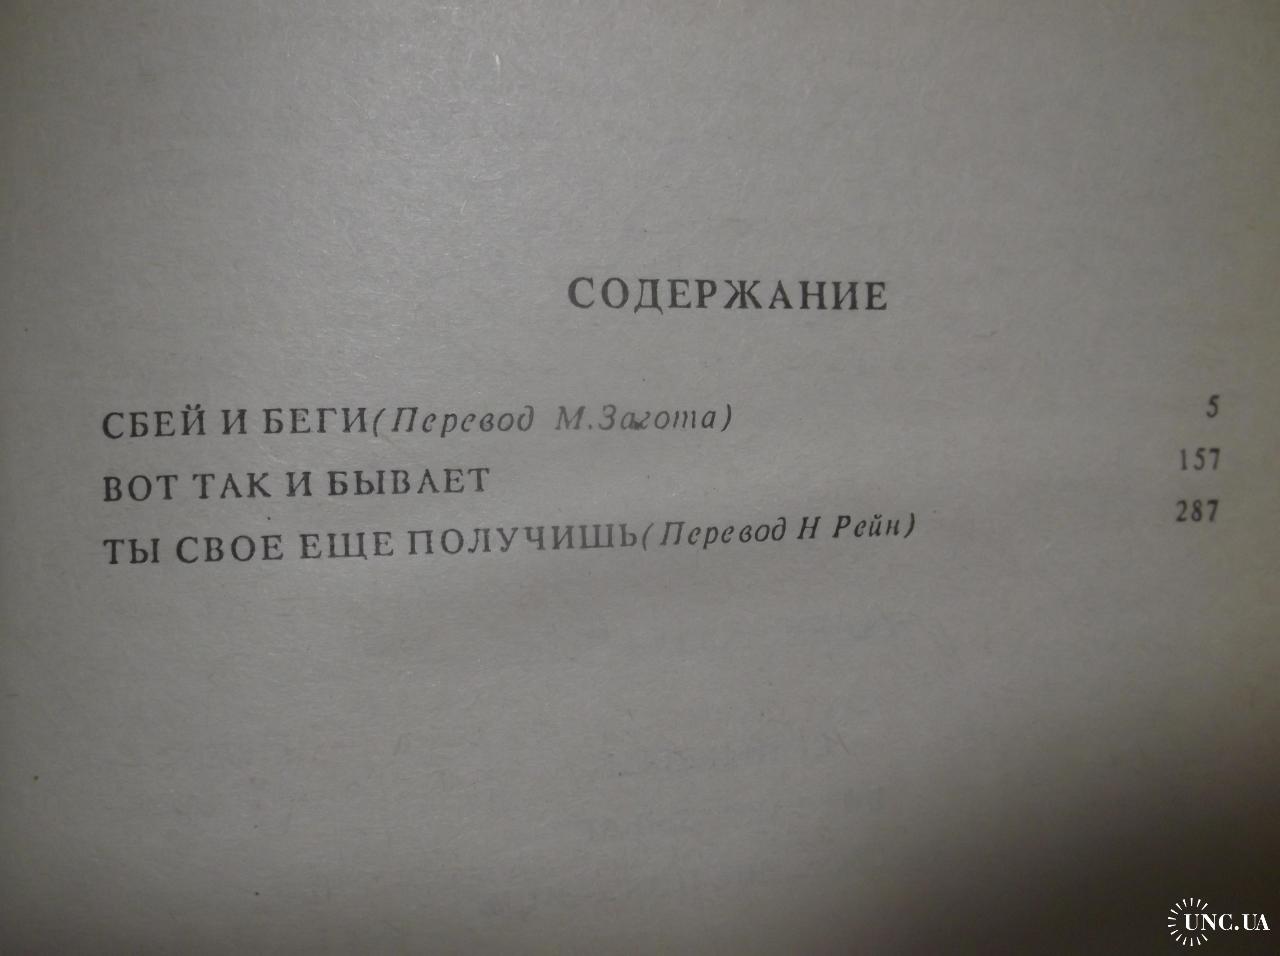 СОДЕРЖАНИЕ
СБЕЙ И БЕГИ(Перевод М.Загота) 5
ВОТ ТАК И БЫВАЕТ 157
ТЫ СВОЕ ЕЩЕ ПОЛУЧИШЬ(Перевод Н Рейн) 287
UNC.UA